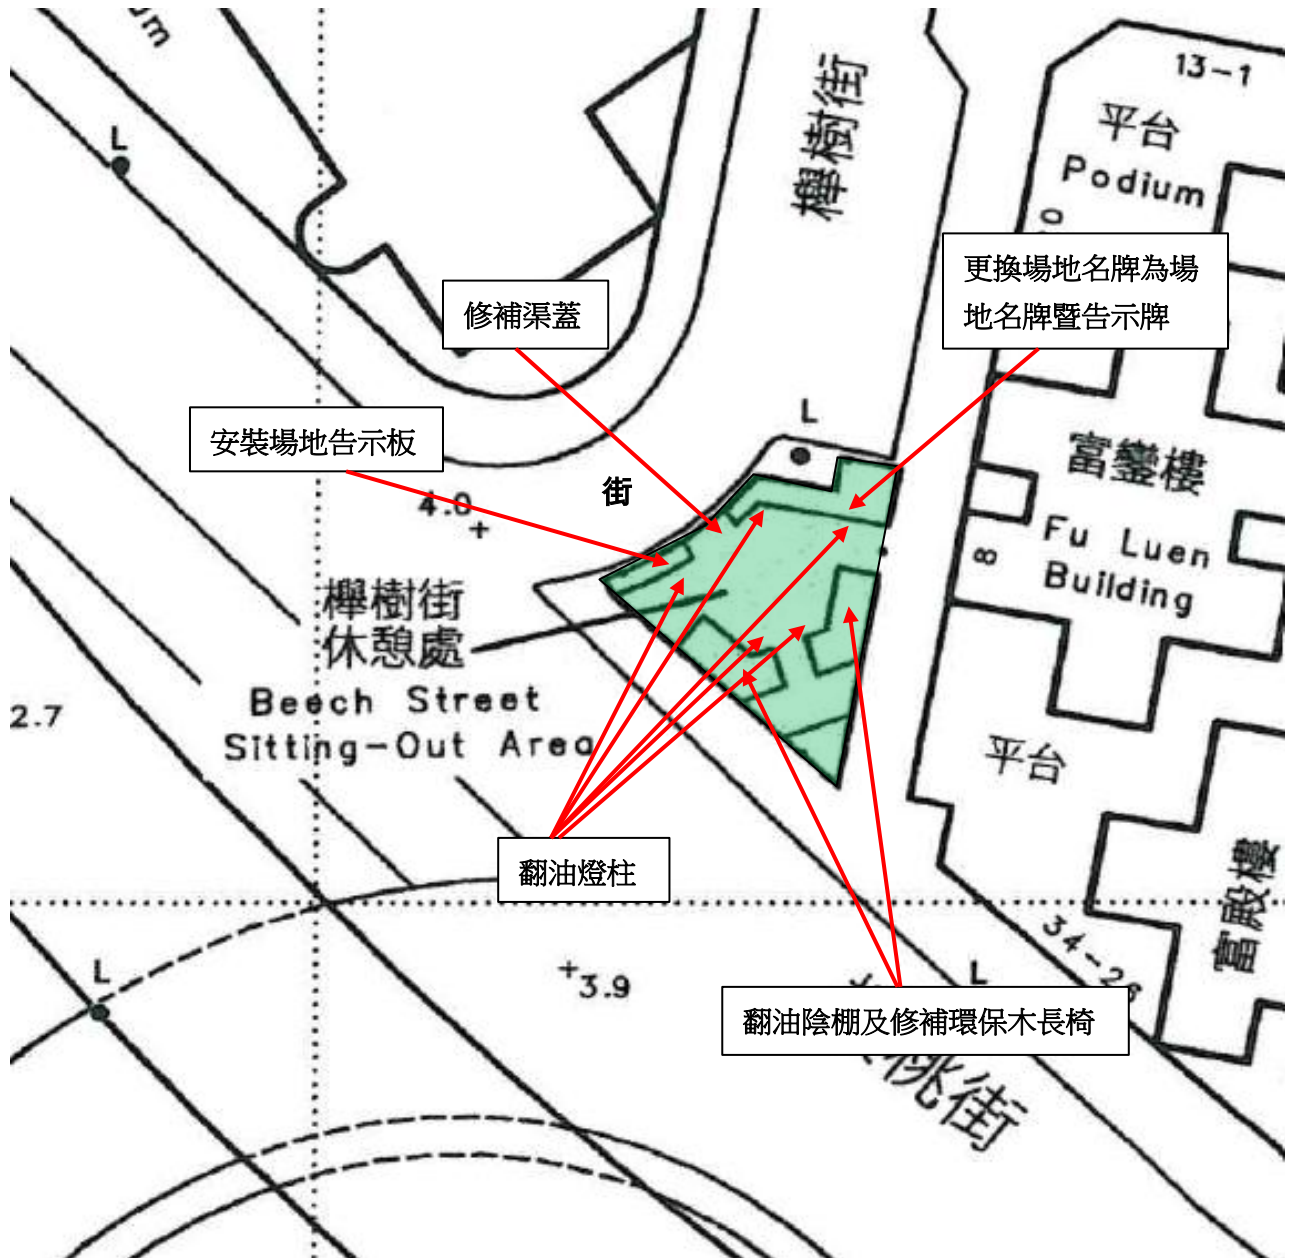 um
13-1
平台
Podium
櫸樹街
L
更換場地名牌為場
地名牌暨告示牌
修補渠蓋
L
安裝場地告示板
富鑾樓
街
4.0
Fu Luen
Building
8
櫸樹街
休憩處
Beech Street
Sitting-Out Area
2.7
平台
翻油燈柱
富殿樓
34-26
L
L
3.9
翻油陰棚及修補環保木長椅
桃街